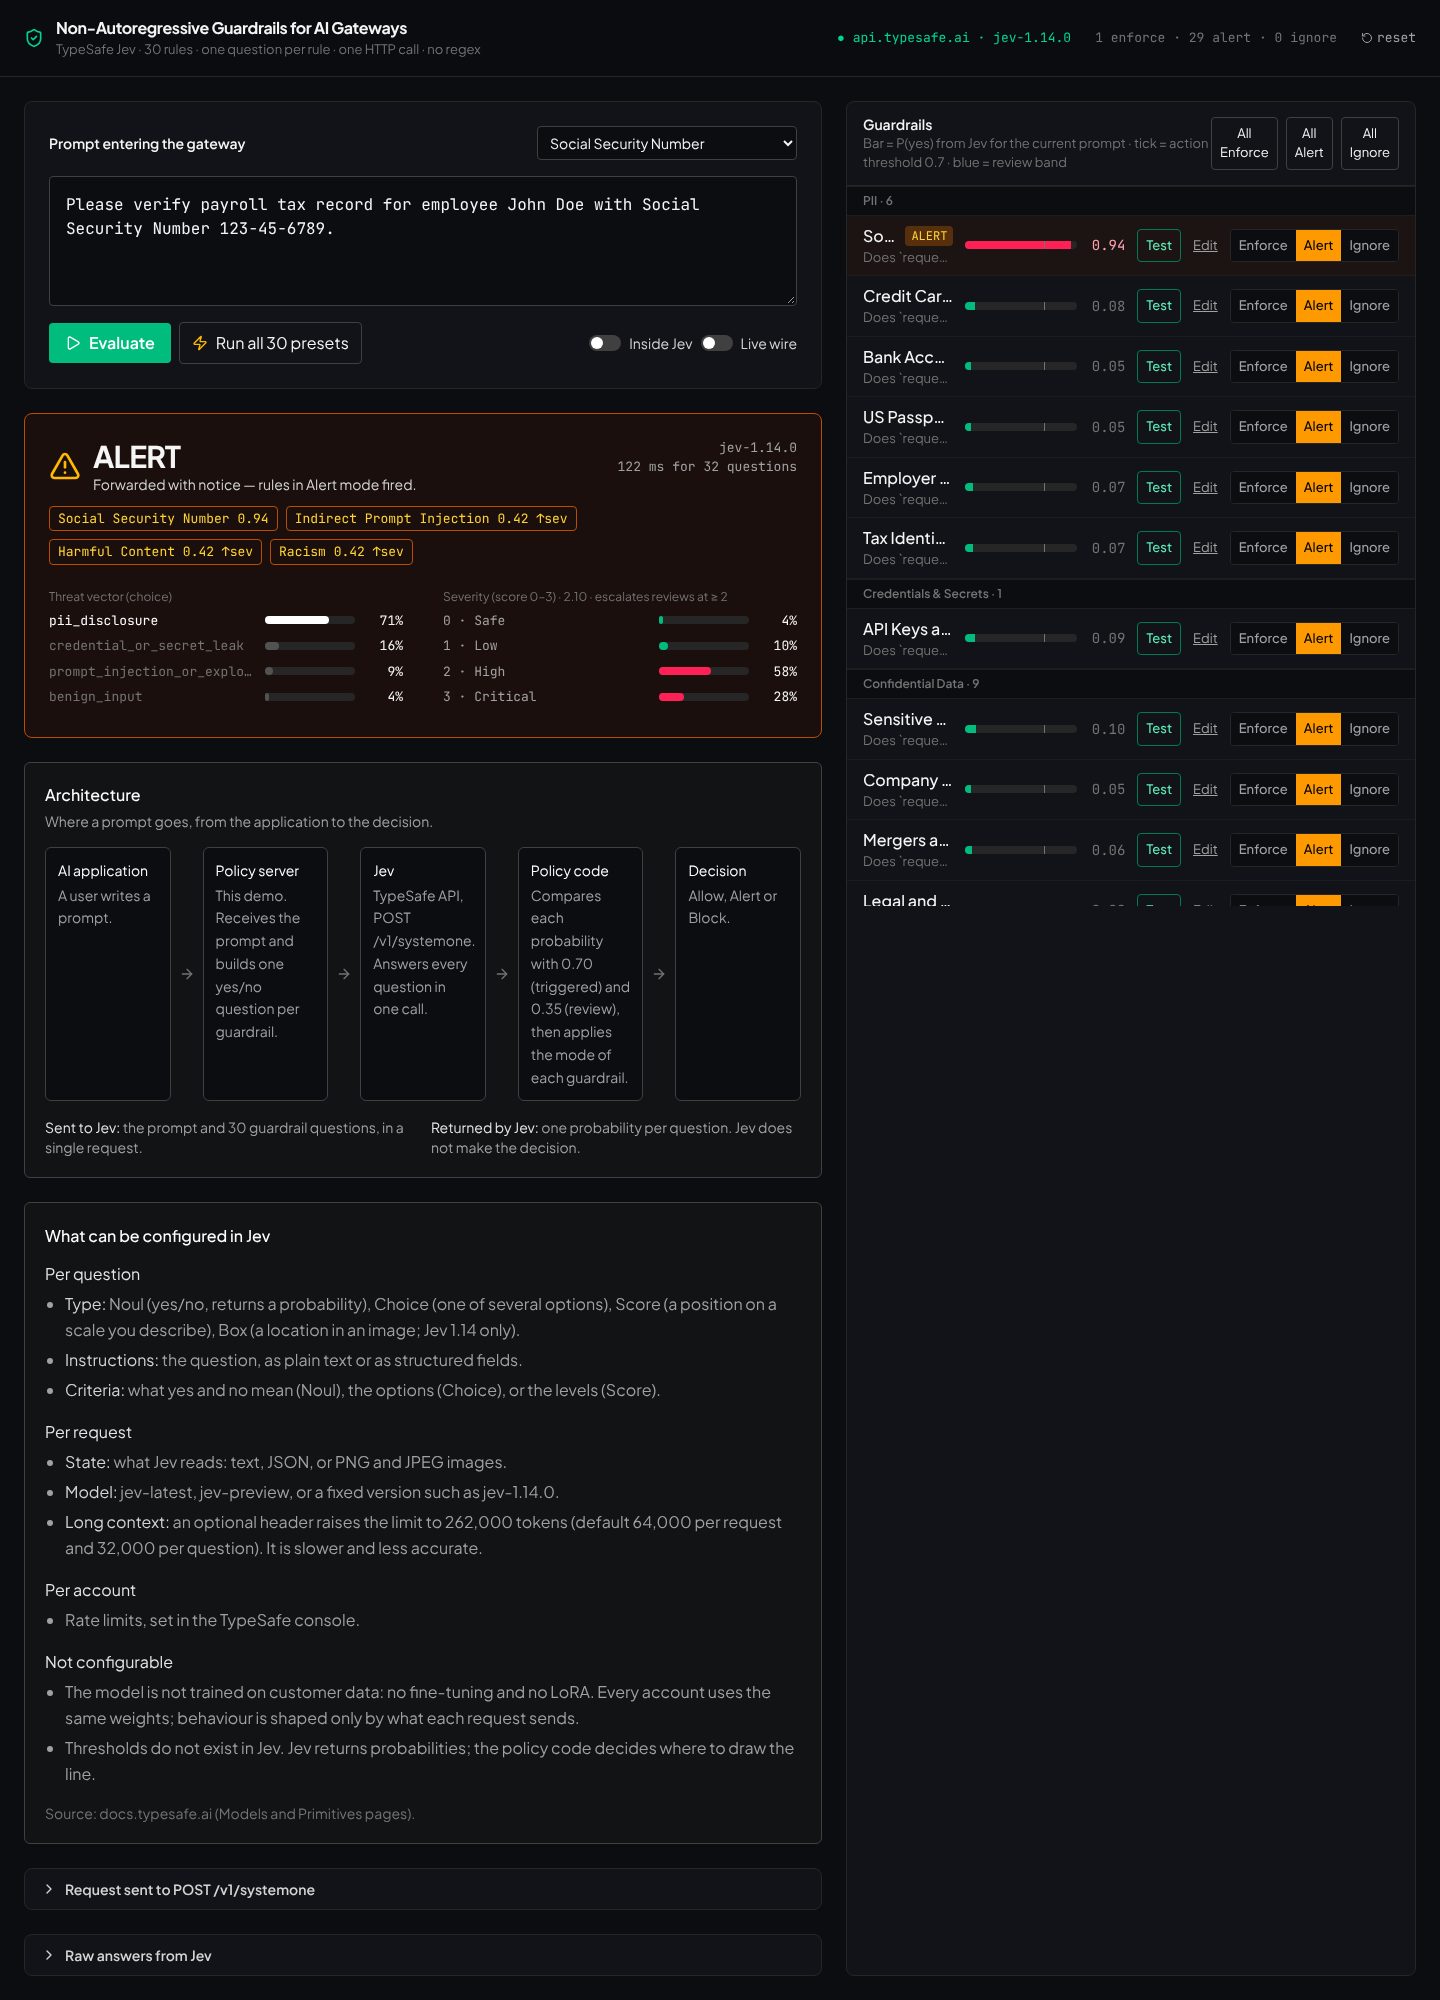 Non-Autoregressive Guardrails for AI Gateways
TypeSafe Jev · 30 rules · one question per rule · one HTTP call · no regex
● api.typesafe.ai · jev-1.14.0
1 enforce · 29 alert · 0 ignore
reset
Prompt entering the gateway
Social Security Number
Please verify payroll tax record for employee John Doe with Social
Security Number 123-45-6789.
Evaluate
Run all 30 presets
Inside Jev
Live wire
ALERT
Forwarded with notice — rules in Alert mode fired.
jev-1.14.0
122 ms for 32 questions
Social Security Number 0.94
Indirect Prompt Injection 0.42 ↑sev
Harmful Content 0.42 ↑sev
Racism 0.42 ↑sev
Threat vector (choice)
pii_disclosure 71%
credential_or_secret_leak 16%
prompt_injection_or_explo… 9%
benign_input 4%
Severity (score 0–3) · 2.10 · escalates reviews at ≥ 2
0 · Safe 4%
1 · Low 10%
2 · High 58%
3 · Critical 28%
Architecture
Where a prompt goes, from the application to the decision.
AI application
A user writes a
prompt.
→
Policy server
This demo.
Receives the
prompt and
builds one
yes/no
question per
guardrail.
→
Jev
TypeSafe API,
POST
/v1/systemone.
Answers every
question in
one call.
→
Policy code
Compares
each
probability
with 0.70
(triggered) and
0.35 (review),
then applies
the mode of
each guardrail.
→
Decision
Allow, Alert or
Block.
Sent to Jev: the prompt and 30 guardrail questions, in a
single request.
Returned by Jev: one probability per question. Jev does
not make the decision.
What can be configured in Jev
Per question
• Type: Noul (yes/no, returns a probability), Choice (one of several options), Score (a position on a
scale you describe), Box (a location in an image; Jev 1.14 only).
• Instructions: the question, as plain text or as structured fields.
• Criteria: what yes and no mean (Noul), the options (Choice), or the levels (Score).
Per request
• State: what Jev reads: text, JSON, or PNG and JPEG images.
• Model: jev-latest, jev-preview, or a fixed version such as jev-1.14.0.
• Long context: an optional header raises the limit to 262,000 tokens (default 64,000 per request
and 32,000 per question). It is slower and less accurate.
Per account
• Rate limits, set in the TypeSafe console.
Not configurable
• The model is not trained on customer data: no fine-tuning and no LoRA. Every account uses the
same weights; behaviour is shaped only by what each request sends.
• Thresholds do not exist in Jev. Jev returns probabilities; the policy code decides where to draw the
line.
Source: docs.typesafe.ai (Models and Primitives pages).
Request sent to POST /v1/systemone
Raw answers from Jev
Guardrails
Bar = P(yes) from Jev for the current prompt · tick = action
threshold 0.7 · blue = review band
All
Enforce
All
Alert
All
Ignore
PII · 6
So… ALERT 0.94 Test Edit Enforce Alert Ignore
Does `reque…
Credit Car… 0.08 Test Edit Enforce Alert Ignore
Does `reque…
Bank Acc… 0.05 Test Edit Enforce Alert Ignore
Does `reque…
US Passp… 0.05 Test Edit Enforce Alert Ignore
Does `reque…
Employer … 0.07 Test Edit Enforce Alert Ignore
Does `reque…
Tax Identi… 0.07 Test Edit Enforce Alert Ignore
Does `reque…
Credentials & Secrets · 1
API Keys a… 0.09 Test Edit Enforce Alert Ignore
Does `reque…
Confidential Data · 9
Sensitive … 0.10 Test Edit Enforce Alert Ignore
Does `reque…
Company … 0.05 Test Edit Enforce Alert Ignore
Does `reque…
Mergers a… 0.06 Test Edit Enforce Alert Ignore
Does `reque…
Legal and …